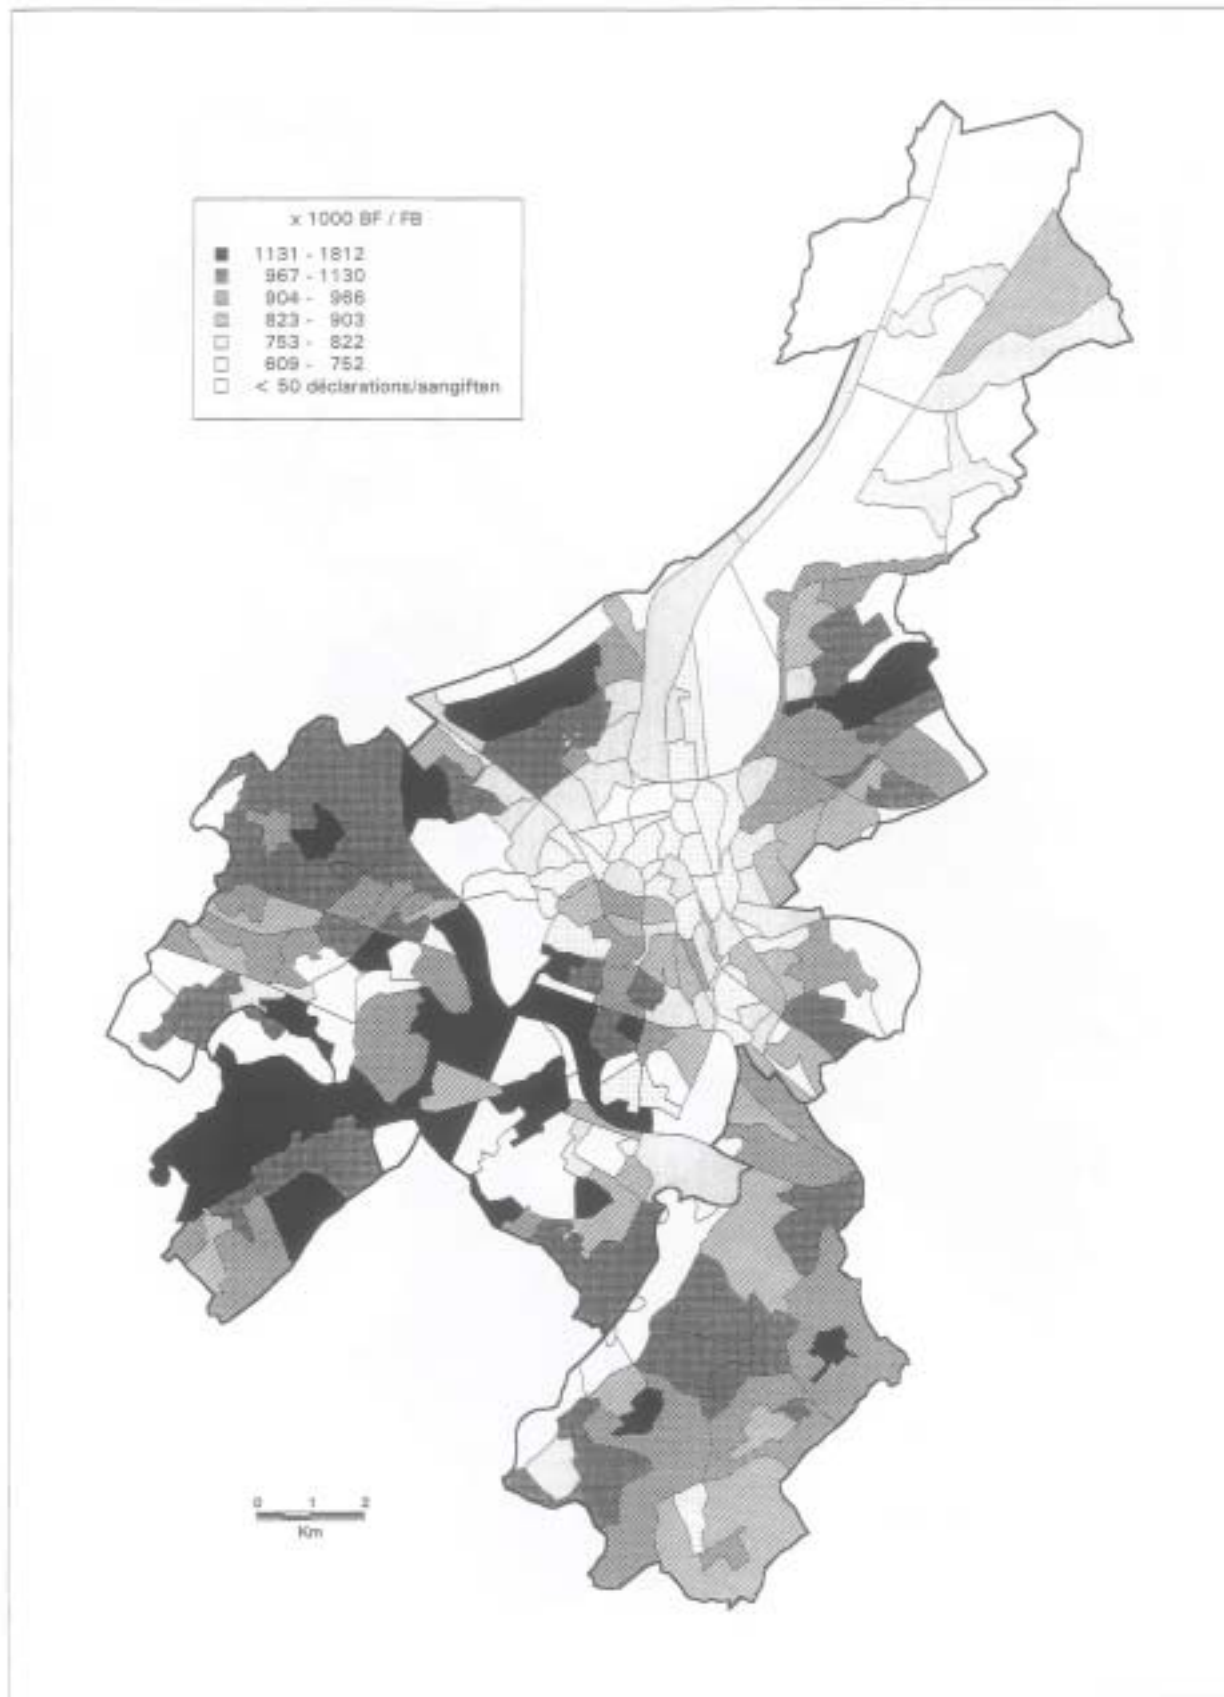 x 1000 BF / FB
1131 - 1812
967 - 1130
904 - 966
823 - 903
753 - 822
609 - 752
< 50 déclarations/aangiften
0 1 2
Km